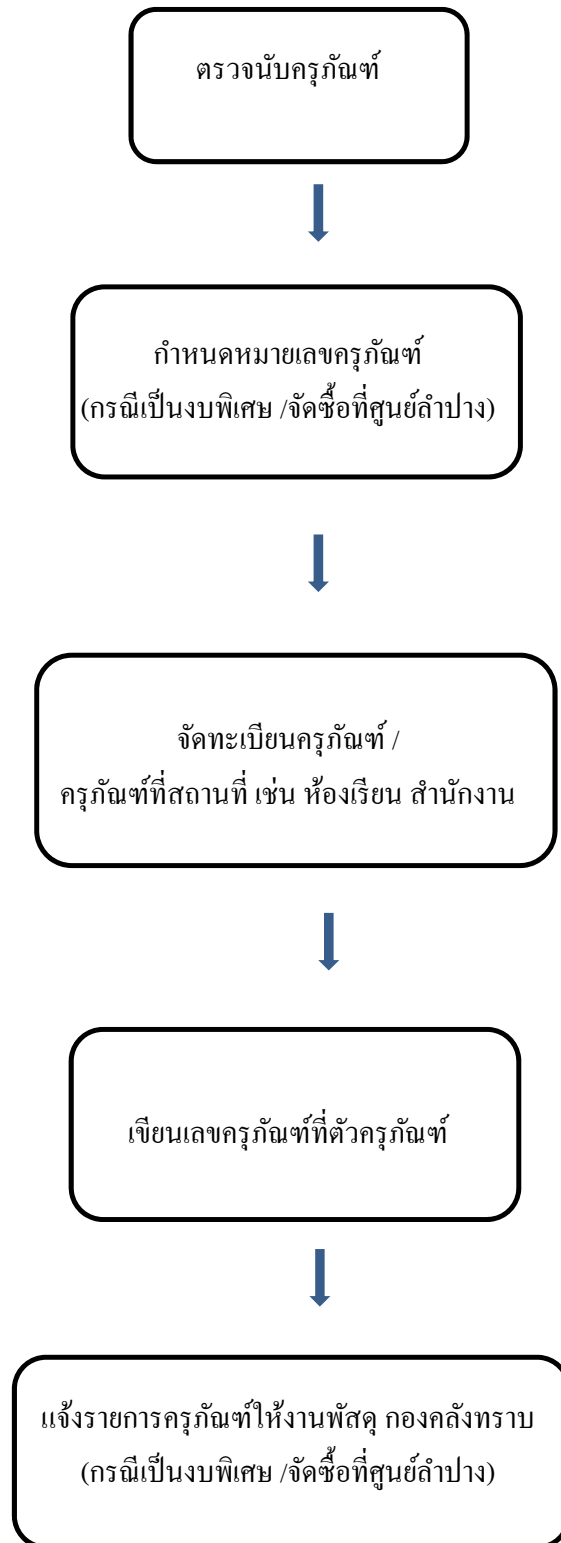 ตรวจนับครุภัณฑ์
กำหนดหมายเลขครุภัณฑ์
(กรณีเป็นงบพิเศษ /จัดซื้อที่ศูนย์ลำปาง)
จัดทะเบียนครุภัณฑ์ /
ครุภัณฑ์ที่สถานที่ เช่น ห้องเรียน สำนักงาน
เขียนเลขครุภัณฑ์ที่ตัวครุภัณฑ์
แจ้งรายการครุภัณฑ์ให้งานพัสดุ กองคลังทราบ
(กรณีเป็นงบพิเศษ /จัดซื้อที่ศูนย์ลำปาง)